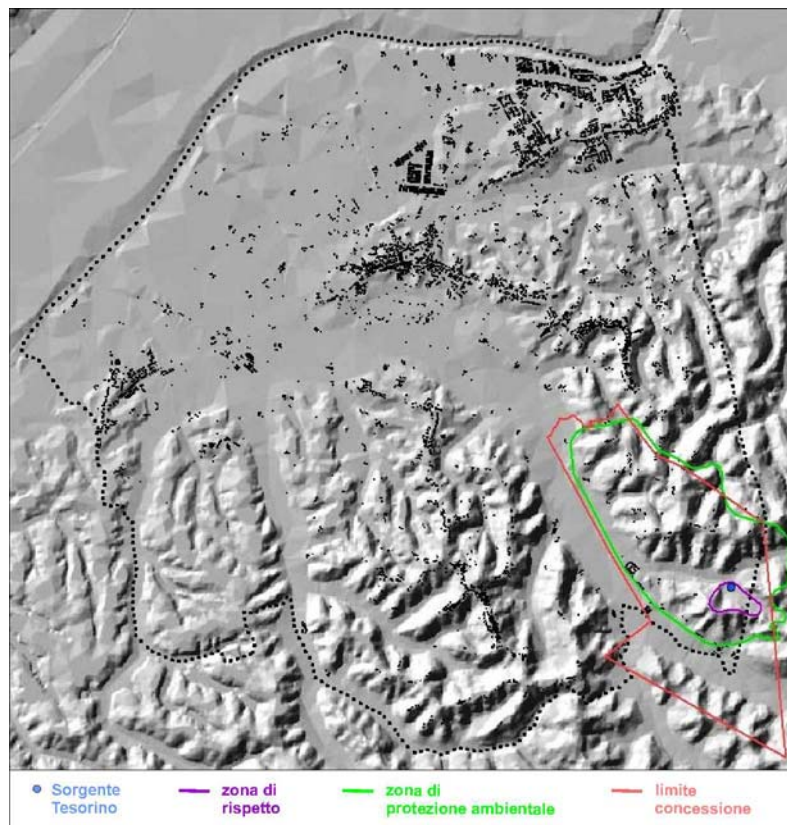 Sorgente
Tesorino
zona di
rispetto
zona di
protezione ambientale
limite
concessione